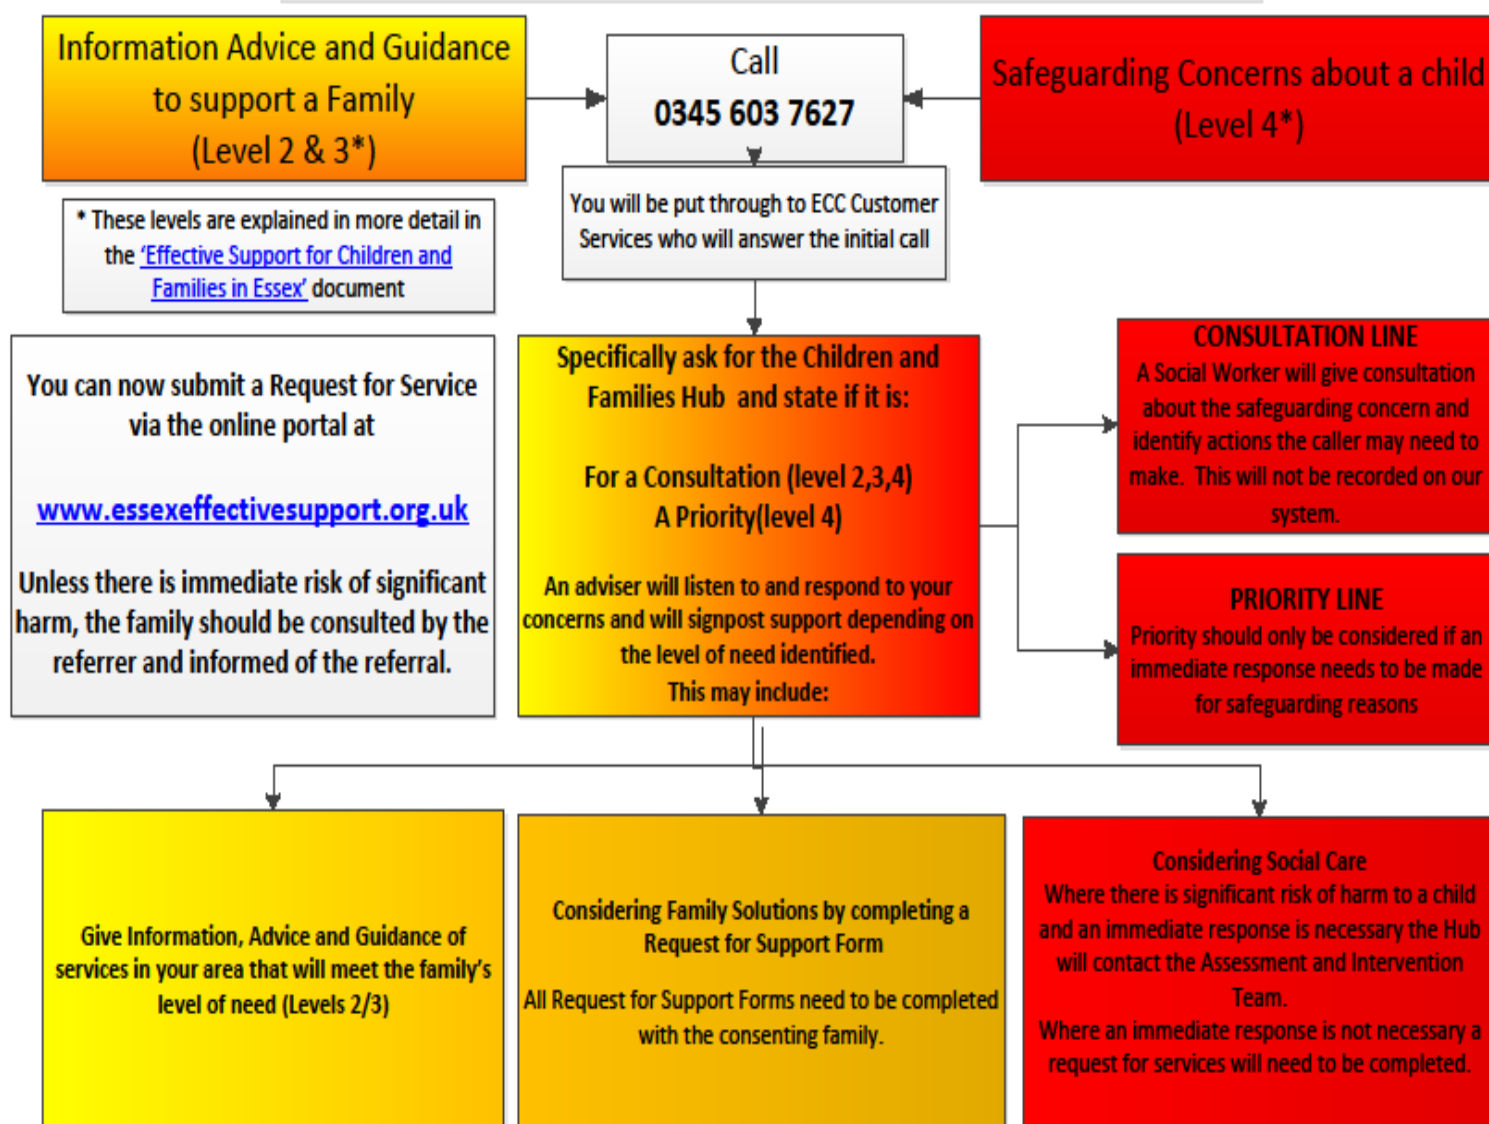 Information Advice and Guidance
to support a Family
(Level 2 & 3*)
Call
0345 603 7627
Safeguarding Concerns about a child
(Level 4*)
* These levels are explained in more detail in
the ‘Effective Support for Children and
Families in Essex’ document
You will be put through to ECC Customer
Services who will answer the initial call
You can now submit a Request for Service
via the online portal at
www.essexeffectivesupport.org.uk
Unless there is immediate risk of significant
harm, the family should be consulted by the
referrer and informed of the referral.
Specifically ask for the Children and
Families Hub and state if it is:
For a Consultation (level 2,3,4)
A Priority(level 4)
An adviser will listen to and respond to your
concerns and will signpost support depending on
the level of need identified.
This may include:
CONSULTATION LINE
A Social Worker will give consultation
about the safeguarding concern and
identify actions the caller may need to
make. This will not be recorded on our
system.
PRIORITY LINE
Priority should only be considered if an
immediate response needs to be made
for safeguarding reasons
Give Information, Advice and Guidance of
services in your area that will meet the family’s
level of need (Levels 2/3)
Considering Family Solutions by completing a
Request for Support Form
All Request for Support Forms need to be completed
with the consenting family.
Considering Social Care
Where there is significant risk of harm to a child
and an immediate response is necessary the Hub
will contact the Assessment and Intervention
Team.
Where an immediate response is not necessary a
request for services will need to be completed.